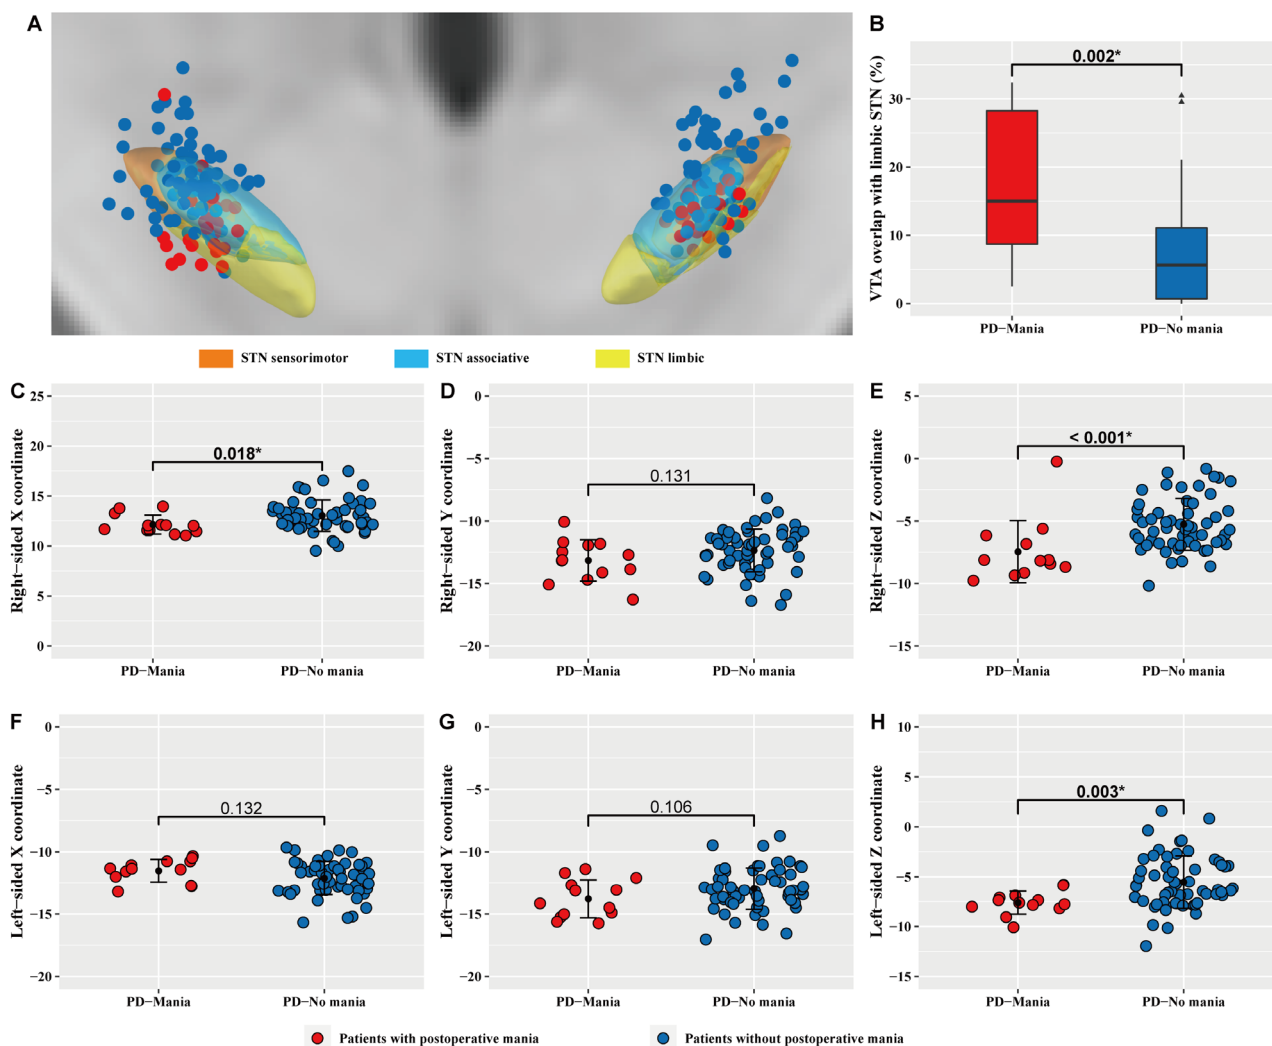 A
B
VTA overlap with limbic STN (%)
30
20
10
0
0.002*
PD−Mania
PD−No mania
STN sensorimotor
STN associative
STN limbic
C
Right−sided X coordinate
25
20
15
10
5
0
0.018*
PD−Mania
PD−No mania
D
Right−sided Y coordinate
0
−5
−10
−15
−20
0.131
PD−Mania
PD−No mania
E
Right−sided Z coordinate
5
0
−5
−10
−15
< 0.001*
PD−Mania
PD−No mania
F
Left−sided X coordinate
0
−5
−10
−15
−20
0.132
PD−Mania
PD−No mania
G
Left−sided Y coordinate
0
−5
−10
−15
−20
0.106
PD−Mania
PD−No mania
H
Left−sided Z coordinate
10
5
0
−5
−10
−15
0.003*
PD−Mania
PD−No mania
Patients with postoperative mania
Patients without postoperative mania